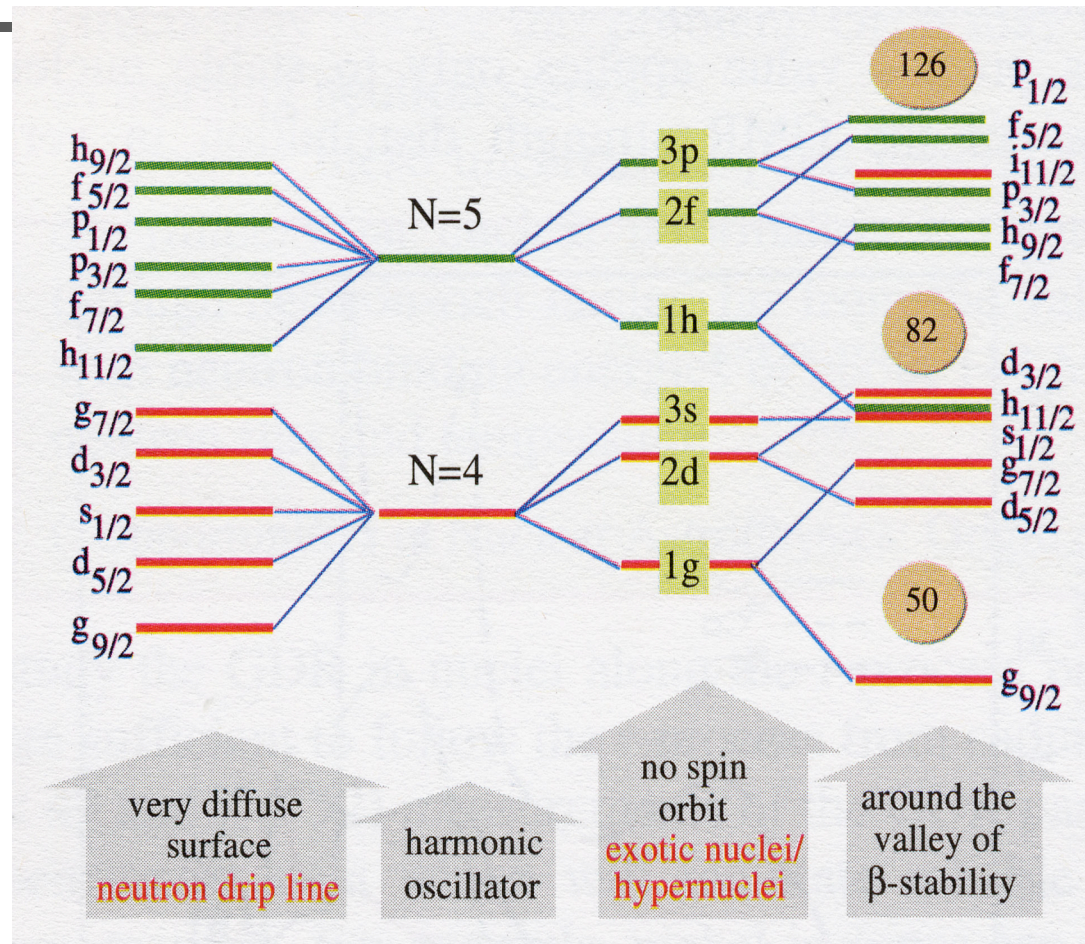 h9/2
f5/2
p1/2
p3/2
f7/2
h11/2
g7/2
d3/2
s1/2
d5/2
g9/2
N=5
N=4
3p
2f
1h
3s
2d
1g
126
82
50
p1/2
f5/2
i11/2
p3/2
h9/2
f7/2
d3/2
h11/2
s1/2
g7/2
d5/2
g9/2
very diffuse
surface
neutron drip line
harmonic
oscillator
no spin
orbit
exotic nuclei/
hypernuclei
around the
valley of
β-stability